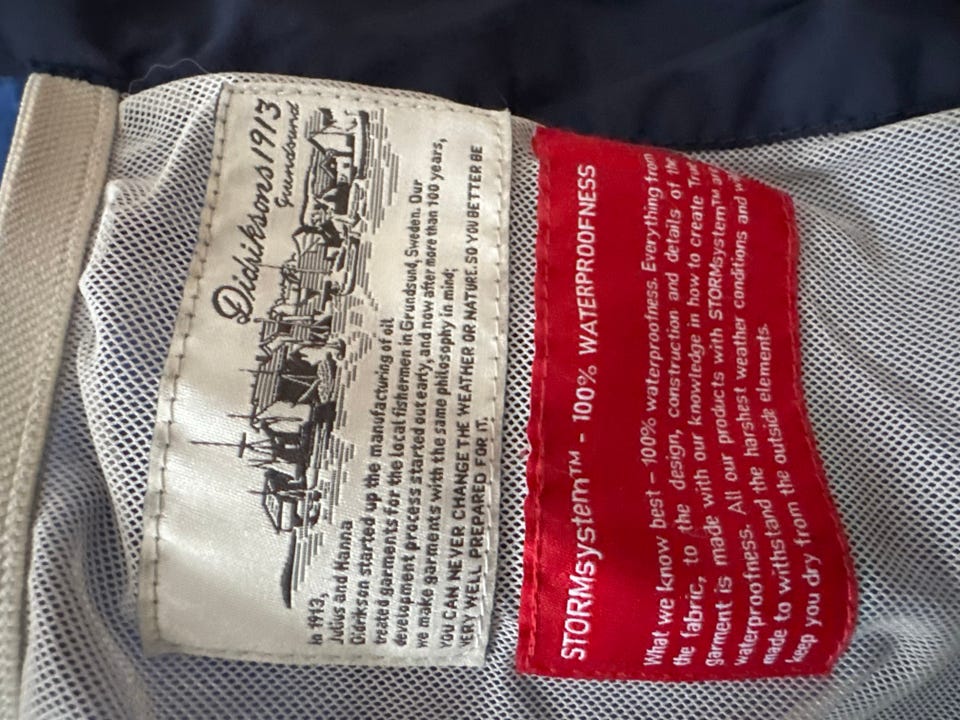 Didriksons1913
Grundsund
In 1913,
Julius and Hanna
Didrikson started up the manufacturing of oil
treated garments for the local fishermen in Grundsund, Sweden. Our
development process started out early, and now after more than 100 years,
we make garments with the same philosophy in mind;
YOU CAN NEVER CHANGE THE WEATHER OR NATURE. SO YOU BETTER BE
VERY WELL PREPARED FOR IT.
STORMsystem™ - 100% WATERPROOFNESS
What we know best – 100% waterproofness. Everything from
the fabric, to the design, construction and details of the
garment is made with our knowledge in how to create True
waterproofness. All our products with STORMsystem™ are
made to withstand the harshest weather conditions and
keep you dry from the outside elements.